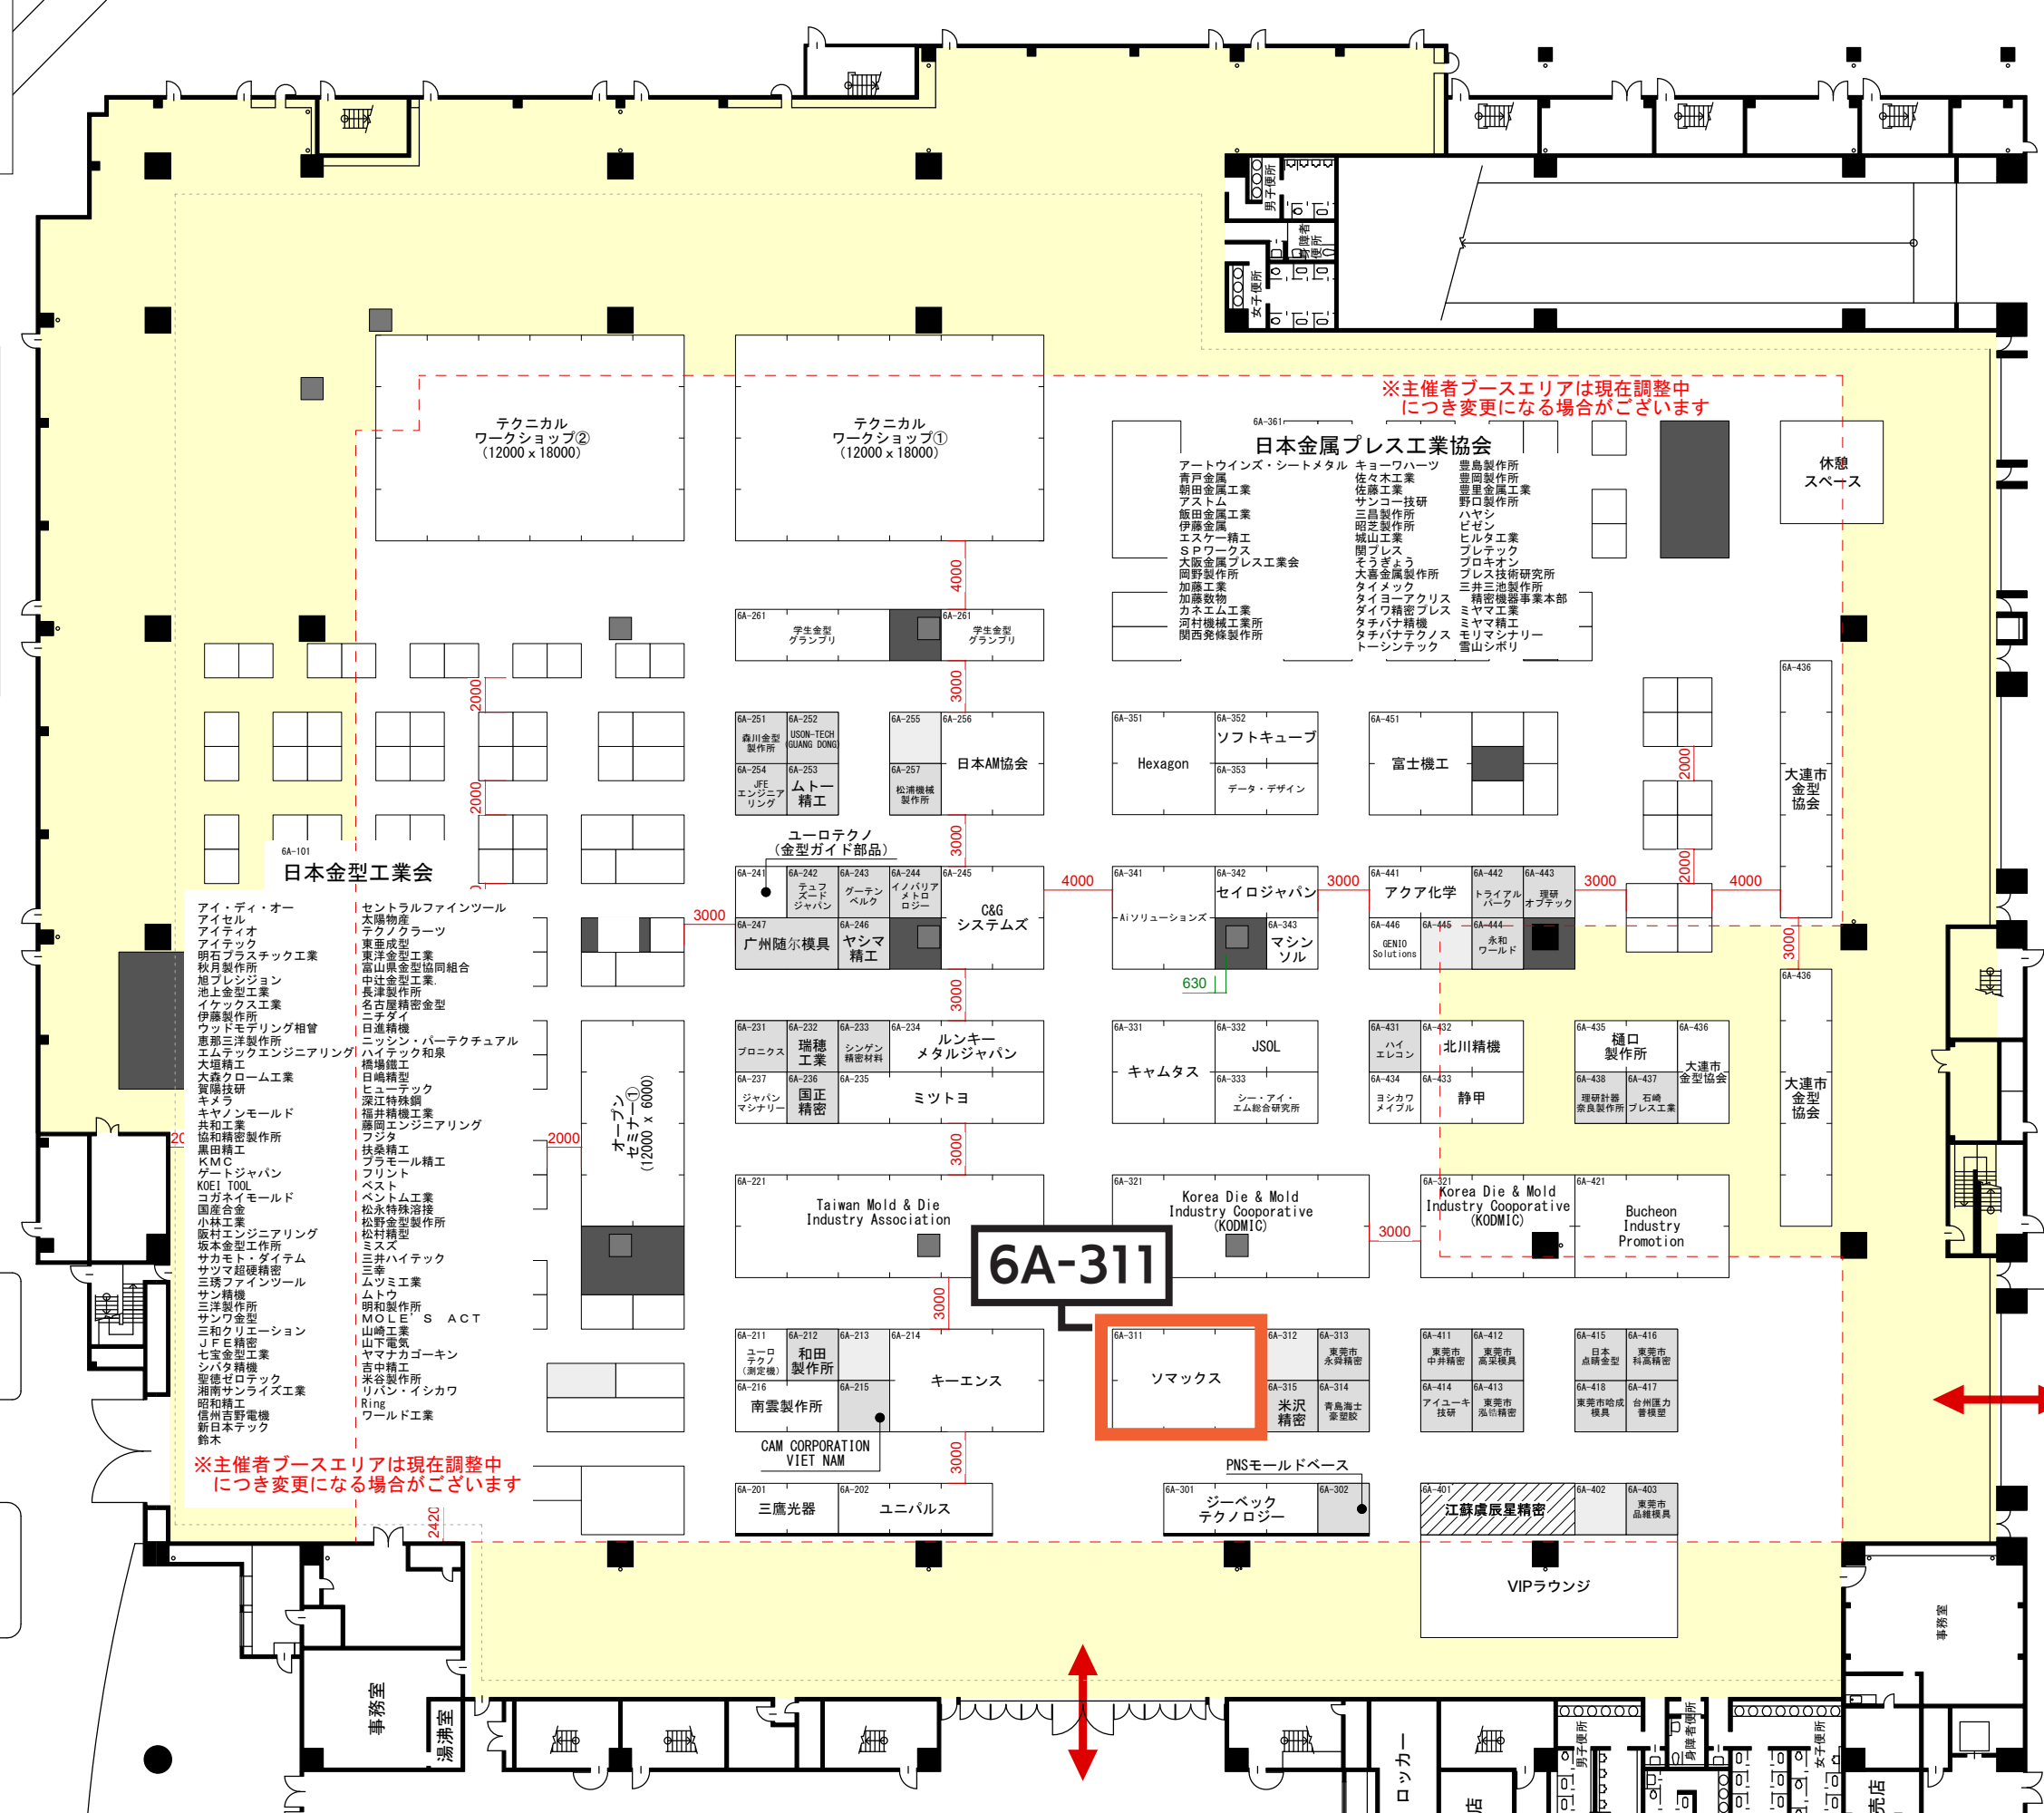 男子便所
身障者
便所
女子便所
テクニカル
ワークショップ②
(12000 x 18000)
テクニカル
ワークショップ①
(12000 x 18000)
※主催者ブースエリアは現在調整中
につき変更になる場合がございます
6A-361
日本金属プレス工業協会
アートウインズ・シートメタル
青戸金属
朝田金属工業
アストム
飯田金属工業
伊藤金属
エスケー精工
ＳＰワークス
大阪金属プレス工業会
岡野製作所
加藤工業
加藤数物
カネエム工業
河村機械工業所
関西発條製作所
キョーワハーツ
佐々木工業
佐藤工業
サンコー技研
三昌製作所
昭芝製作所
城山工業
関プレス
そうぎょう
大喜金属製作所
タイメック
タイヨーアクリス
ダイワ精密プレス
タチバナ精機
タチバナテクノス
トーシンテック
豊島製作所
豊岡製作所
豊里金属工業
野口製作所
ハヤシ
ビゼン
ヒルタ工業
プレテック
プロキオン
プレス技術研究所
三井三池製作所
精密機器事業本部
ミヤマ工業
ミヤマ精工
モリマシナリー
雪山シボリ
休憩
スペース
4000
6A-261
学生金型
グランプリ
6A-261
学生金型
グランプリ
3000
2000
2000
6A-251
森川金型
製作所
6A-252
USON-TECH
(GUANG DONG)
6A-254
JFE
エンジニア
リング
6A-253
ムトー
精工
6A-255
6A-256
日本AM協会
6A-257
松浦機械
製作所
6A-351
Hexagon
6A-352
ソフトキューブ
6A-353
データ・デザイン
6A-451
富士機工
2000
2000
6A-436
大連市
金型
協会
3000
ユーロテクノ
(金型ガイド部品)
6A-241
6A-242
テュフ
ズード
ジャパン
6A-243
グーテン
ベルク
6A-244
イノバリア
メトロ
ロジー
6A-245
C&G
システムズ
6A-247
广州随尔模具
6A-246
ヤシマ
精工
3000
4000
6A-341
Aiソリューションズ
6A-342
セイロジャパン
6A-343
マシン
ソル
630
3000
6A-441
アクア化学
6A-442
トライアル
パーク
6A-443
理研
オプテック
6A-446
GENIO
Solutions
6A-445
6A-444
永和
ワールド
3000
4000
3000
6A-436
大連市
金型
協会
6A-101
日本金型工業会
アイ・ディ・オー
アイセル
アイティオ
アイテック
明石プラスチック工業
秋月製作所
旭プレシジョン
池上金型工業
イケックス工業
伊藤製作所
ウッドモデリング相曽
恵那三洋製作所
エムテックエンジニアリング
大垣精工
大森クローム工業
賀陽技研
キメラ
キヤノンモールド
共和工業
協和精密製作所
黒田精工
ＫＭＣ
ゲートジャパン
KOEI TOOL
コガネイモールド
国産合金
小林工業
阪村エンジニアリング
坂本金型工作所
サカモト・ダイテム
サツマ超硬精密
三琇ファインツール
サン精機
三洋製作所
サンワ金型
三和クリエーション
ＪＦＥ精密
七宝金型工業
シバタ精機
聖徳ゼロテック
湘南サンライズ工業
昭和精工
信州吉野電機
新日本テック
鈴木
セントラルファインツール
太陽物産
テクノクラーツ
東亜成型
東洋金型工業
富山県金型協同組合
中辻金型工業.
長津製作所
名古屋精密金型
ニチダイ
日進精機
ニッシン・パーテクチュアル
ハイテック和泉
橋場鐵工
日嶋精型
ヒューテック
深江特殊鋼
福井精機工業
藤岡エンジニアリング
フジタ
扶桑精工
プラモール精工
フリント
ベスト
ペントム工業
松永特殊溶接
松野金型製作所
松村精型
ミスズ
三井ハイテック
三幸
ムツミ工業
ムトウ
明和製作所
ＭＯＬＥ’Ｓ ＡＣＴ
山崎工業
山下電気
ヤマナカゴーキン
吉中精工
米谷製作所
リバン・イシカワ
Ring
ワールド工業
※主催者ブースエリアは現在調整中
につき変更になる場合がございます
2420
2000
オープン
セミナー①
(12000 x 6000)
6A-231
プロニクス
6A-232
瑞穂
工業
6A-233
シンゲン
精密材料
6A-234
ルンキー
メタルジャパン
6A-237
ジャパン
マシナリー
6A-236
国正
精密
6A-235
ミツトヨ
3000
6A-331
キャムタス
6A-332
JSOL
6A-333
シー・アイ・
エム総合研究所
6A-431
ハイ
エレコン
6A-432
北川精機
6A-434
ヨシカワ
メイプル
6A-433
静甲
6A-435
樋口
製作所
6A-436
大連市
金型協会
6A-438
理研計器
奈良製作所
6A-437
石崎
プレス工業
6A-221
Taiwan Mold & Die
Industry Association
6A-321
Korea Die & Mold
Industry Cooporative
(KODMIC)
3000
6A-321
Korea Die & Mold
Industry Cooporative
(KODMIC)
6A-421
Bucheon
Industry
Promotion
6A-311
3000
6A-211
ユーロ
テクノ
(測定機)
6A-212
和田
製作所
6A-213
6A-214
キーエンス
6A-216
南雲製作所
6A-215
CAM CORPORATION
VIET NAM
3000
6A-311
ソマックス
6A-312
6A-313
東莞市
永舜精密
6A-315
米沢
精密
6A-314
青島海士
豪塑胶
6A-411
東莞市
中井精密
6A-412
東莞市
高采模具
6A-414
アイユーキ
技研
6A-413
東莞市
泓锆精密
6A-415
日本
点晴金型
6A-416
東莞市
科高精密
6A-418
東莞市哈成
模具
6A-417
台州匯力
普模塑
6A-201
三鷹光器
6A-202
ユニパルス
PNSモールドベース
6A-301
ジーベック
テクノロジー
6A-302
6A-401
江蘇虞辰星精密
6A-402
6A-403
東莞市
品維模具
VIPラウンジ
事務室
事務室
湯沸室
ロッカー
男子便所
身障者便所
女子便所
売店
店